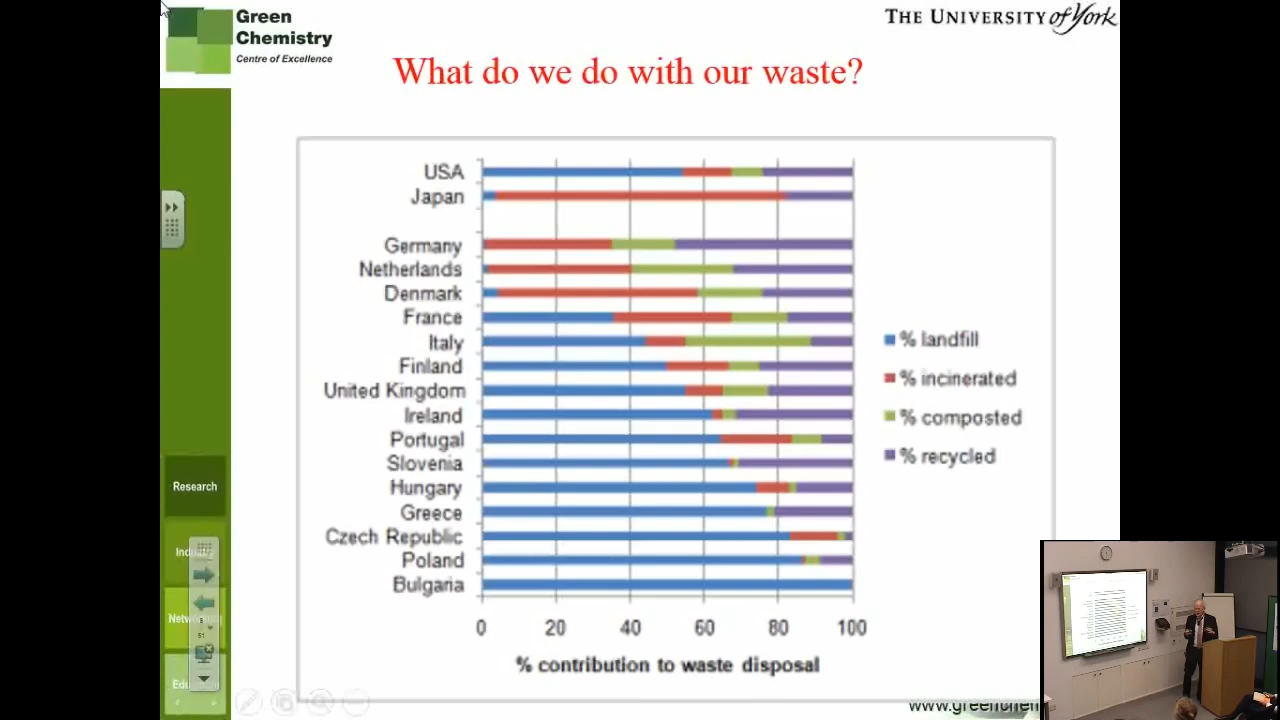 Green
Chemistry
Centre of Excellence
THE UNIVERSITY of York
What do we do with our waste?
USA
Japan
Germany
Netherlands
Denmark
France
Italy
Finland
United Kingdom
Ireland
Portugal
Slovenia
Hungary
Greece
Czech Republic
Poland
Bulgaria
% landfill
% incinerated
% composted
% recycled
0 20 40 60 80 100
% contribution to waste disposal
Research